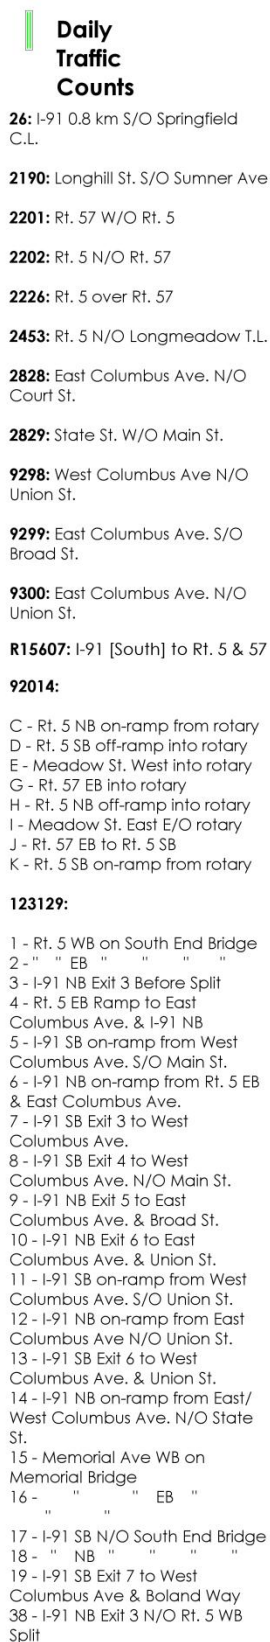 Daily
Traffic
Counts
26: I-91 0.8 km S/O Springfield
C.L.
2190: Longhill St. S/O Sumner Ave
2201: Rt. 57 W/O Rt. 5
2202: Rt. 5 N/O Rt. 57
2226: Rt. 5 over Rt. 57
2453: Rt. 5 N/O Longmeadow T.L.
2828: East Columbus Ave. N/O
Court St.
2829: State St. W/O Main St.
9298: West Columbus Ave N/O
Union St.
9299: East Columbus Ave. S/O
Broad St.
9300: East Columbus Ave. N/O
Union St.
R15607: I-91 [South] to Rt. 5 & 57
92014:
C - Rt. 5 NB on-ramp from rotary
D - Rt. 5 SB off-ramp into rotary
E - Meadow St. West into rotary
G - Rt. 57 EB into rotary
H - Rt. 5 NB off-ramp into rotary
I - Meadow St. East E/O rotary
J - Rt. 57 EB to Rt. 5 SB
K - Rt. 5 SB on-ramp from rotary
123129:
1 - Rt. 5 WB on South End Bridge
2 - " " EB " " " "
3 - I-91 NB Exit 3 Before Split
4 - Rt. 5 EB Ramp to East
Columbus Ave. & I-91 NB
5 - I-91 SB on-ramp from West
Columbus Ave. S/O Main St.
6 - I-91 NB on-ramp from Rt. 5 EB
& East Columbus Ave.
7 - I-91 SB Exit 3 to West
Columbus Ave.
8 - I-91 SB Exit 4 to West
Columbus Ave. N/O Main St.
9 - I-91 NB Exit 5 to East
Columbus Ave. & Broad St.
10 - I-91 NB Exit 6 to East
Columbus Ave. & Union St.
11 - I-91 SB on-ramp from West
Columbus Ave. S/O Union St.
12 - I-91 NB on-ramp from East
Columbus Ave N/O Union St.
13 - I-91 SB Exit 6 to West
Columbus Ave. & Union St.
14 - I-91 NB on-ramp from East/
West Columbus Ave. N/O State
St.
15 - Memorial Ave WB on
Memorial Bridge
16 - " " EB "
" "
17 - I-91 SB N/O South End Bridge
18 - " NB " " " "
19 - I-91 SB Exit 7 to West
Columbus Ave & Boland Way
38 - I-91 NB Exit 3 N/O Rt. 5 WB
Split